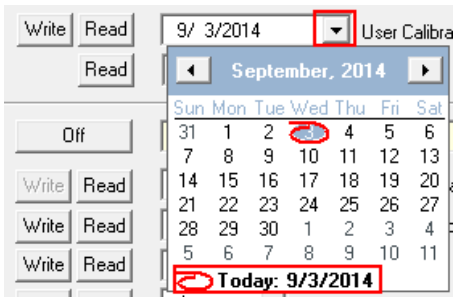 Write Read 9/ 3/2014 User Calibra
Read
September, 2014
Sun Mon Tue Wed Thu Fri Sat
31 1 2 3 4 5 6
Off 7 8 9 10 11 12 13
Write Read 14 15 16 17 18 19 20
21 22 23 24 25 26 27
Write Read 28 29 30 1 2 3 4
Write Read 5 6 7 8 9 10 11
Today: 9/3/2014